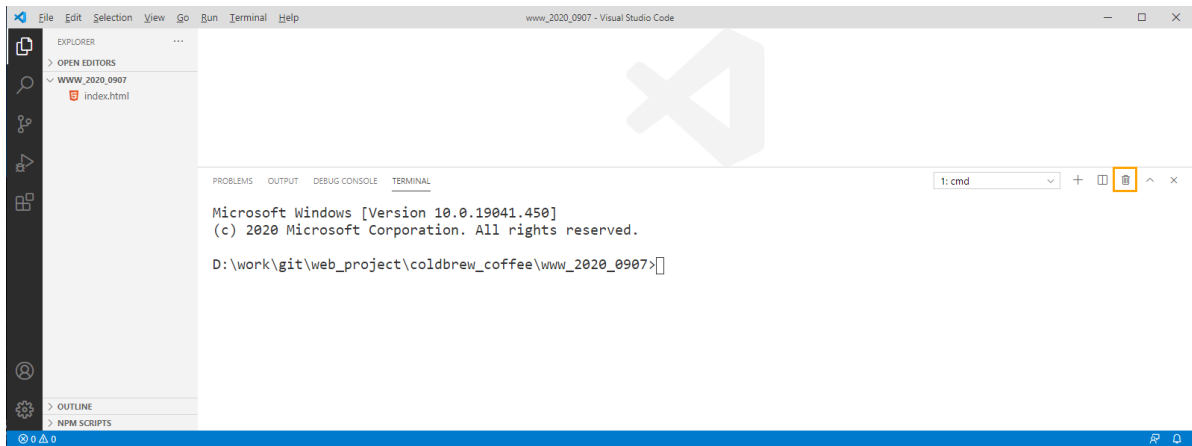 File Edit Selection View Go Run Terminal Help www_2020_0907 - Visual Studio Code
EXPLORER
OPEN EDITORS
WWW_2020_0907
index.html
PROBLEMS OUTPUT DEBUG CONSOLE TERMINAL 1: cmd
Microsoft Windows [Version 10.0.19041.450]
(c) 2020 Microsoft Corporation. All rights reserved.
D:\work\git\web_project\coldbrew_coffee\www_2020_0907>
OUTLINE
NPM SCRIPTS
0 0